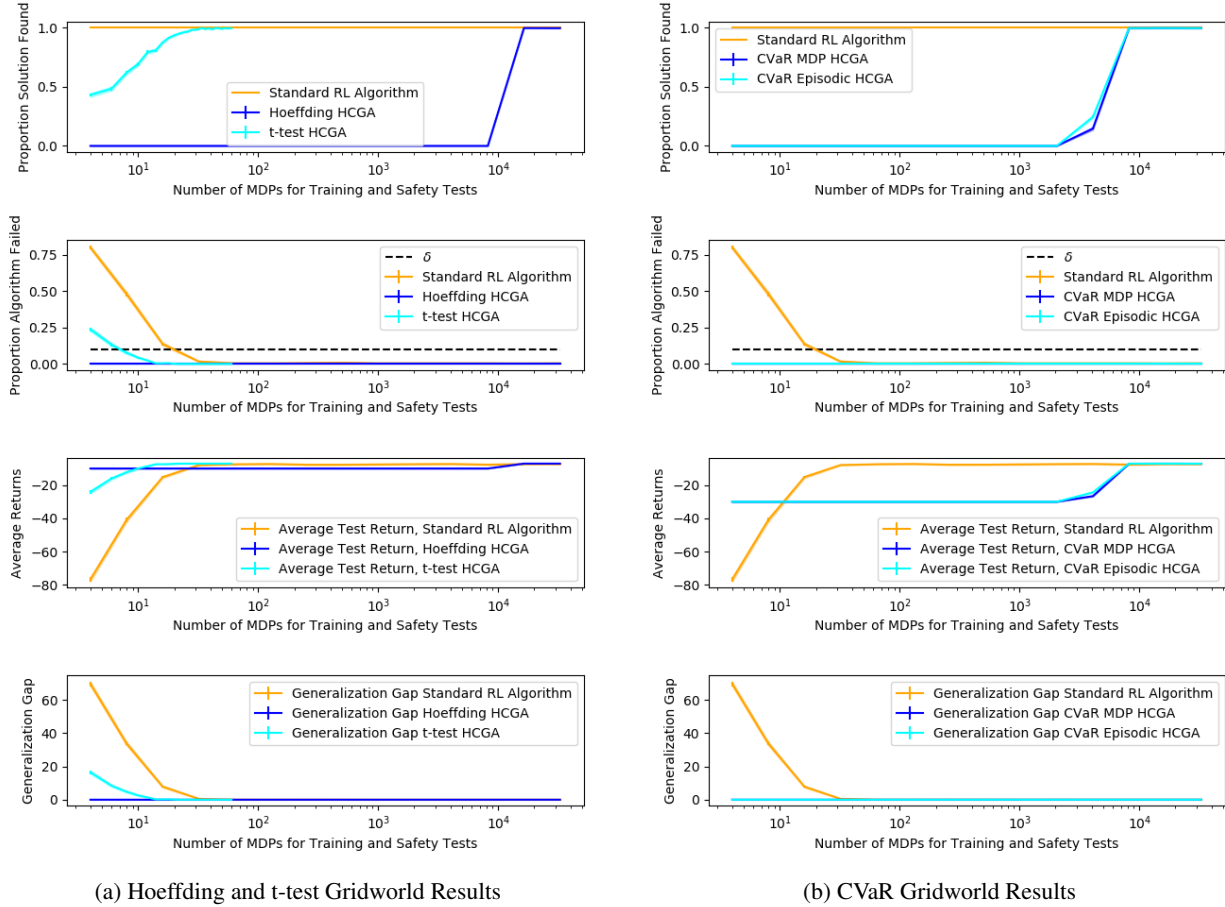 Proportion Solution Found
1.0
0.5
0.0
Standard RL Algorithm
Hoeffding HCGA
t-test HCGA
10¹
10²
10³
10⁴
Number of MDPs for Training and Safety Tests
Proportion Algorithm Failed
0.75
0.50
0.25
0.00
δ
Standard RL Algorithm
Hoeffding HCGA
t-test HCGA
10¹
10²
10³
10⁴
Number of MDPs for Training and Safety Tests
Average Returns
−20
−40
−60
−80
Average Test Return, Standard RL Algorithm
Average Test Return, Hoeffding HCGA
Average Test Return, t-test HCGA
10¹
10²
10³
10⁴
Number of MDPs for Training and Safety Tests
Generalization Gap
60
40
20
0
Generalization Gap Standard RL Algorithm
Generalization Gap Hoeffding HCGA
Generalization Gap t-test HCGA
10¹
10²
10³
10⁴
Number of MDPs for Training and Safety Tests
(a) Hoeffding and t-test Gridworld Results
Proportion Solution Found
1.0
0.5
0.0
Standard RL Algorithm
CVaR MDP HCGA
CVaR Episodic HCGA
10¹
10²
10³
10⁴
Number of MDPs for Training and Safety Tests
Proportion Algorithm Failed
0.75
0.50
0.25
0.00
δ
Standard RL Algorithm
CVaR MDP HCGA
CVaR Episodic HCGA
10¹
10²
10³
10⁴
Number of MDPs for Training and Safety Tests
Average Returns
−20
−40
−60
−80
Average Test Return, Standard RL Algorithm
Average Test Return, CVaR MDP HCGA
Average Test Return, CVaR Episodic HCGA
10¹
10²
10³
10⁴
Number of MDPs for Training and Safety Tests
Generalization Gap
60
40
20
0
Generalization Gap Standard RL Algorithm
Generalization Gap CVaR MDP HCGA
Generalization Gap CVaR Episodic HCGA
10¹
10²
10³
10⁴
Number of MDPs for Training and Safety Tests
(b) CVaR Gridworld Results